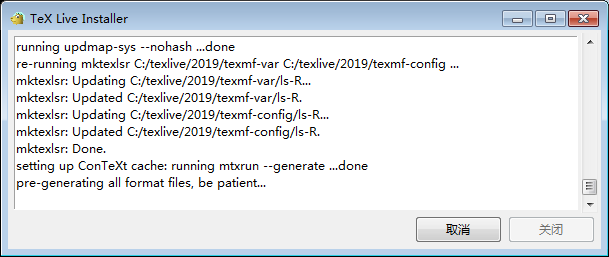 TeX Live Installer
running updmap-sys --nohash ...done
re-running mktexlsr C:/texlive/2019/texmf-var C:/texlive/2019/texmf-config ...
mktexlsr: Updating C:/texlive/2019/texmf-var/ls-R...
mktexlsr: Updated C:/texlive/2019/texmf-var/ls-R.
mktexlsr: Updating C:/texlive/2019/texmf-config/ls-R...
mktexlsr: Updated C:/texlive/2019/texmf-config/ls-R.
mktexlsr: Done.
setting up ConTeXt cache: running mtxrun --generate ...done
pre-generating all format files, be patient...
取消 关闭